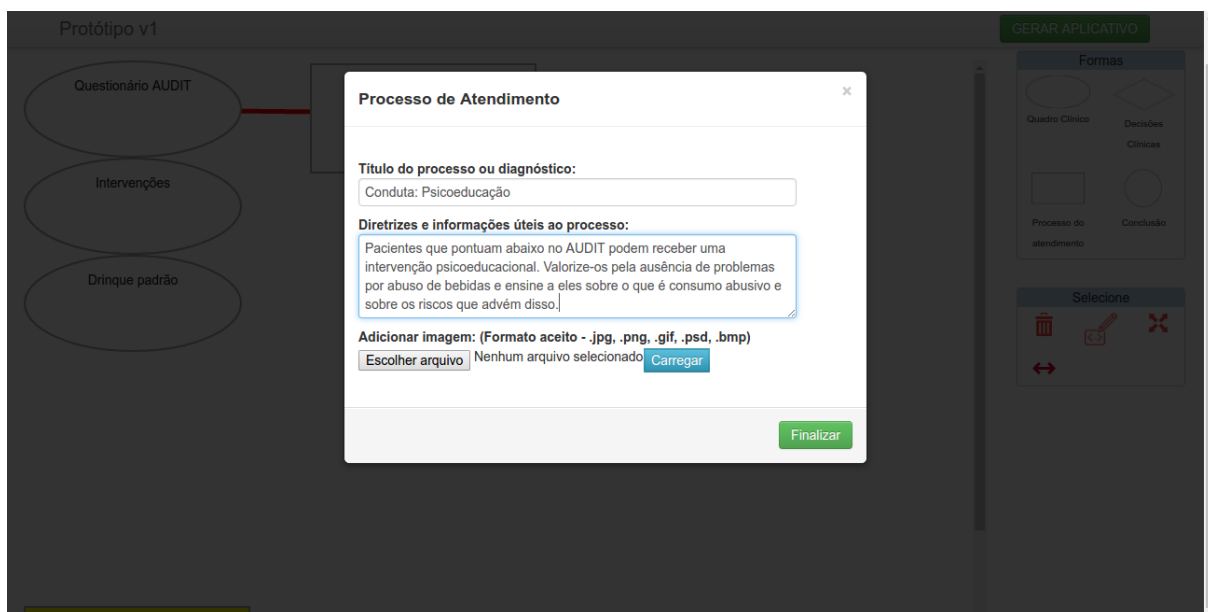 Protótipo v1
GERAR APLICATIVO
Questionário AUDIT
Intervenções
Drinque padrão
Processo de Atendimento
×
Título do processo ou diagnóstico:
Conduta: Psicoeducação
Diretrizes e informações úteis ao processo:
Pacientes que pontuam abaixo no AUDIT podem receber uma
intervenção psicoeducacional. Valorize-os pela ausência de problemas
por abuso de bebidas e ensine a eles sobre o que é consumo abusivo e
sobre os riscos que advém disso.
Adicionar imagem: (Formato aceito - .jpg, .png, .gif, .psd, .bmp)
Escolher arquivo Nenhum arquivo selecionado Carregar
Finalizar
Formas
Quadro Clínico
Decisões
Clínicas
Processo do
atendimento
Conclusão
Selecione